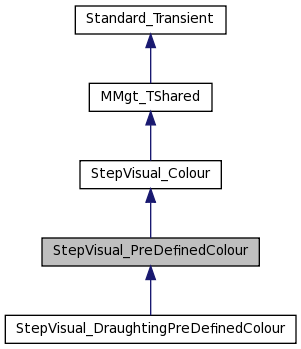 Standard_Transient
MMgt_TShared
StepVisual_Colour
StepVisual_PreDefinedColour
StepVisual_DraughtingPreDefinedColour